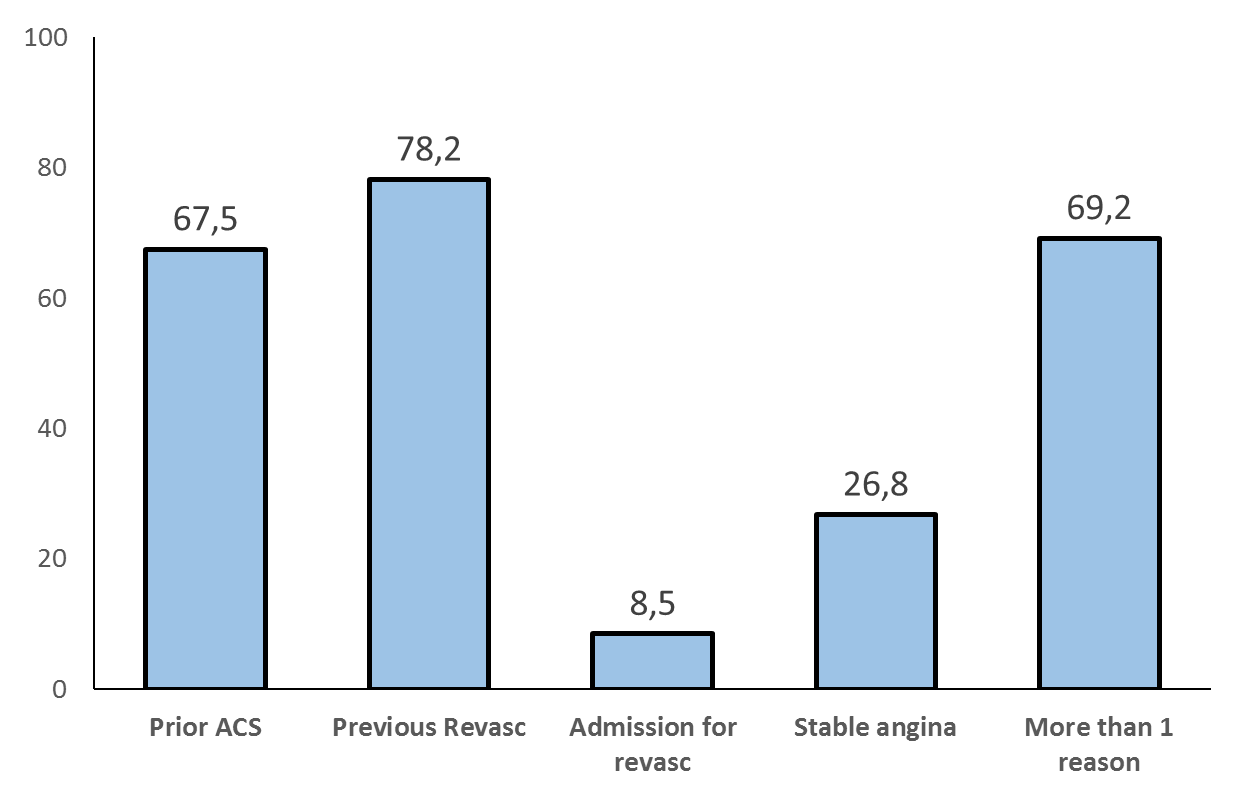 100
80
60
40
20
0
67,5
78,2
8,5
26,8
69,2
Prior ACS
Previous Revasc
Admission for
revasc
Stable angina
More than 1
reason